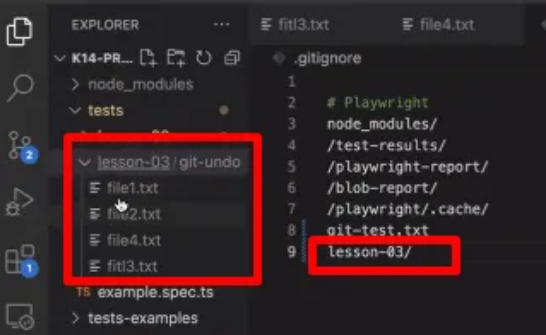 EXPLORER
...
fitl3.txt
file4.txt
K14-PR...
.gitignore
node_modules
tests
lesson-03/git-undo
file1.txt
file2.txt
file4.txt
fitl3.txt
TS example.spec.ts
tests-examples
1
2 # Playwright
3 node_modules/
4 /test-results/
5 /playwright-report/
6 /blob-report/
7 /playwright/.cache/
8 git-test.txt
9 lesson-03/
2
1